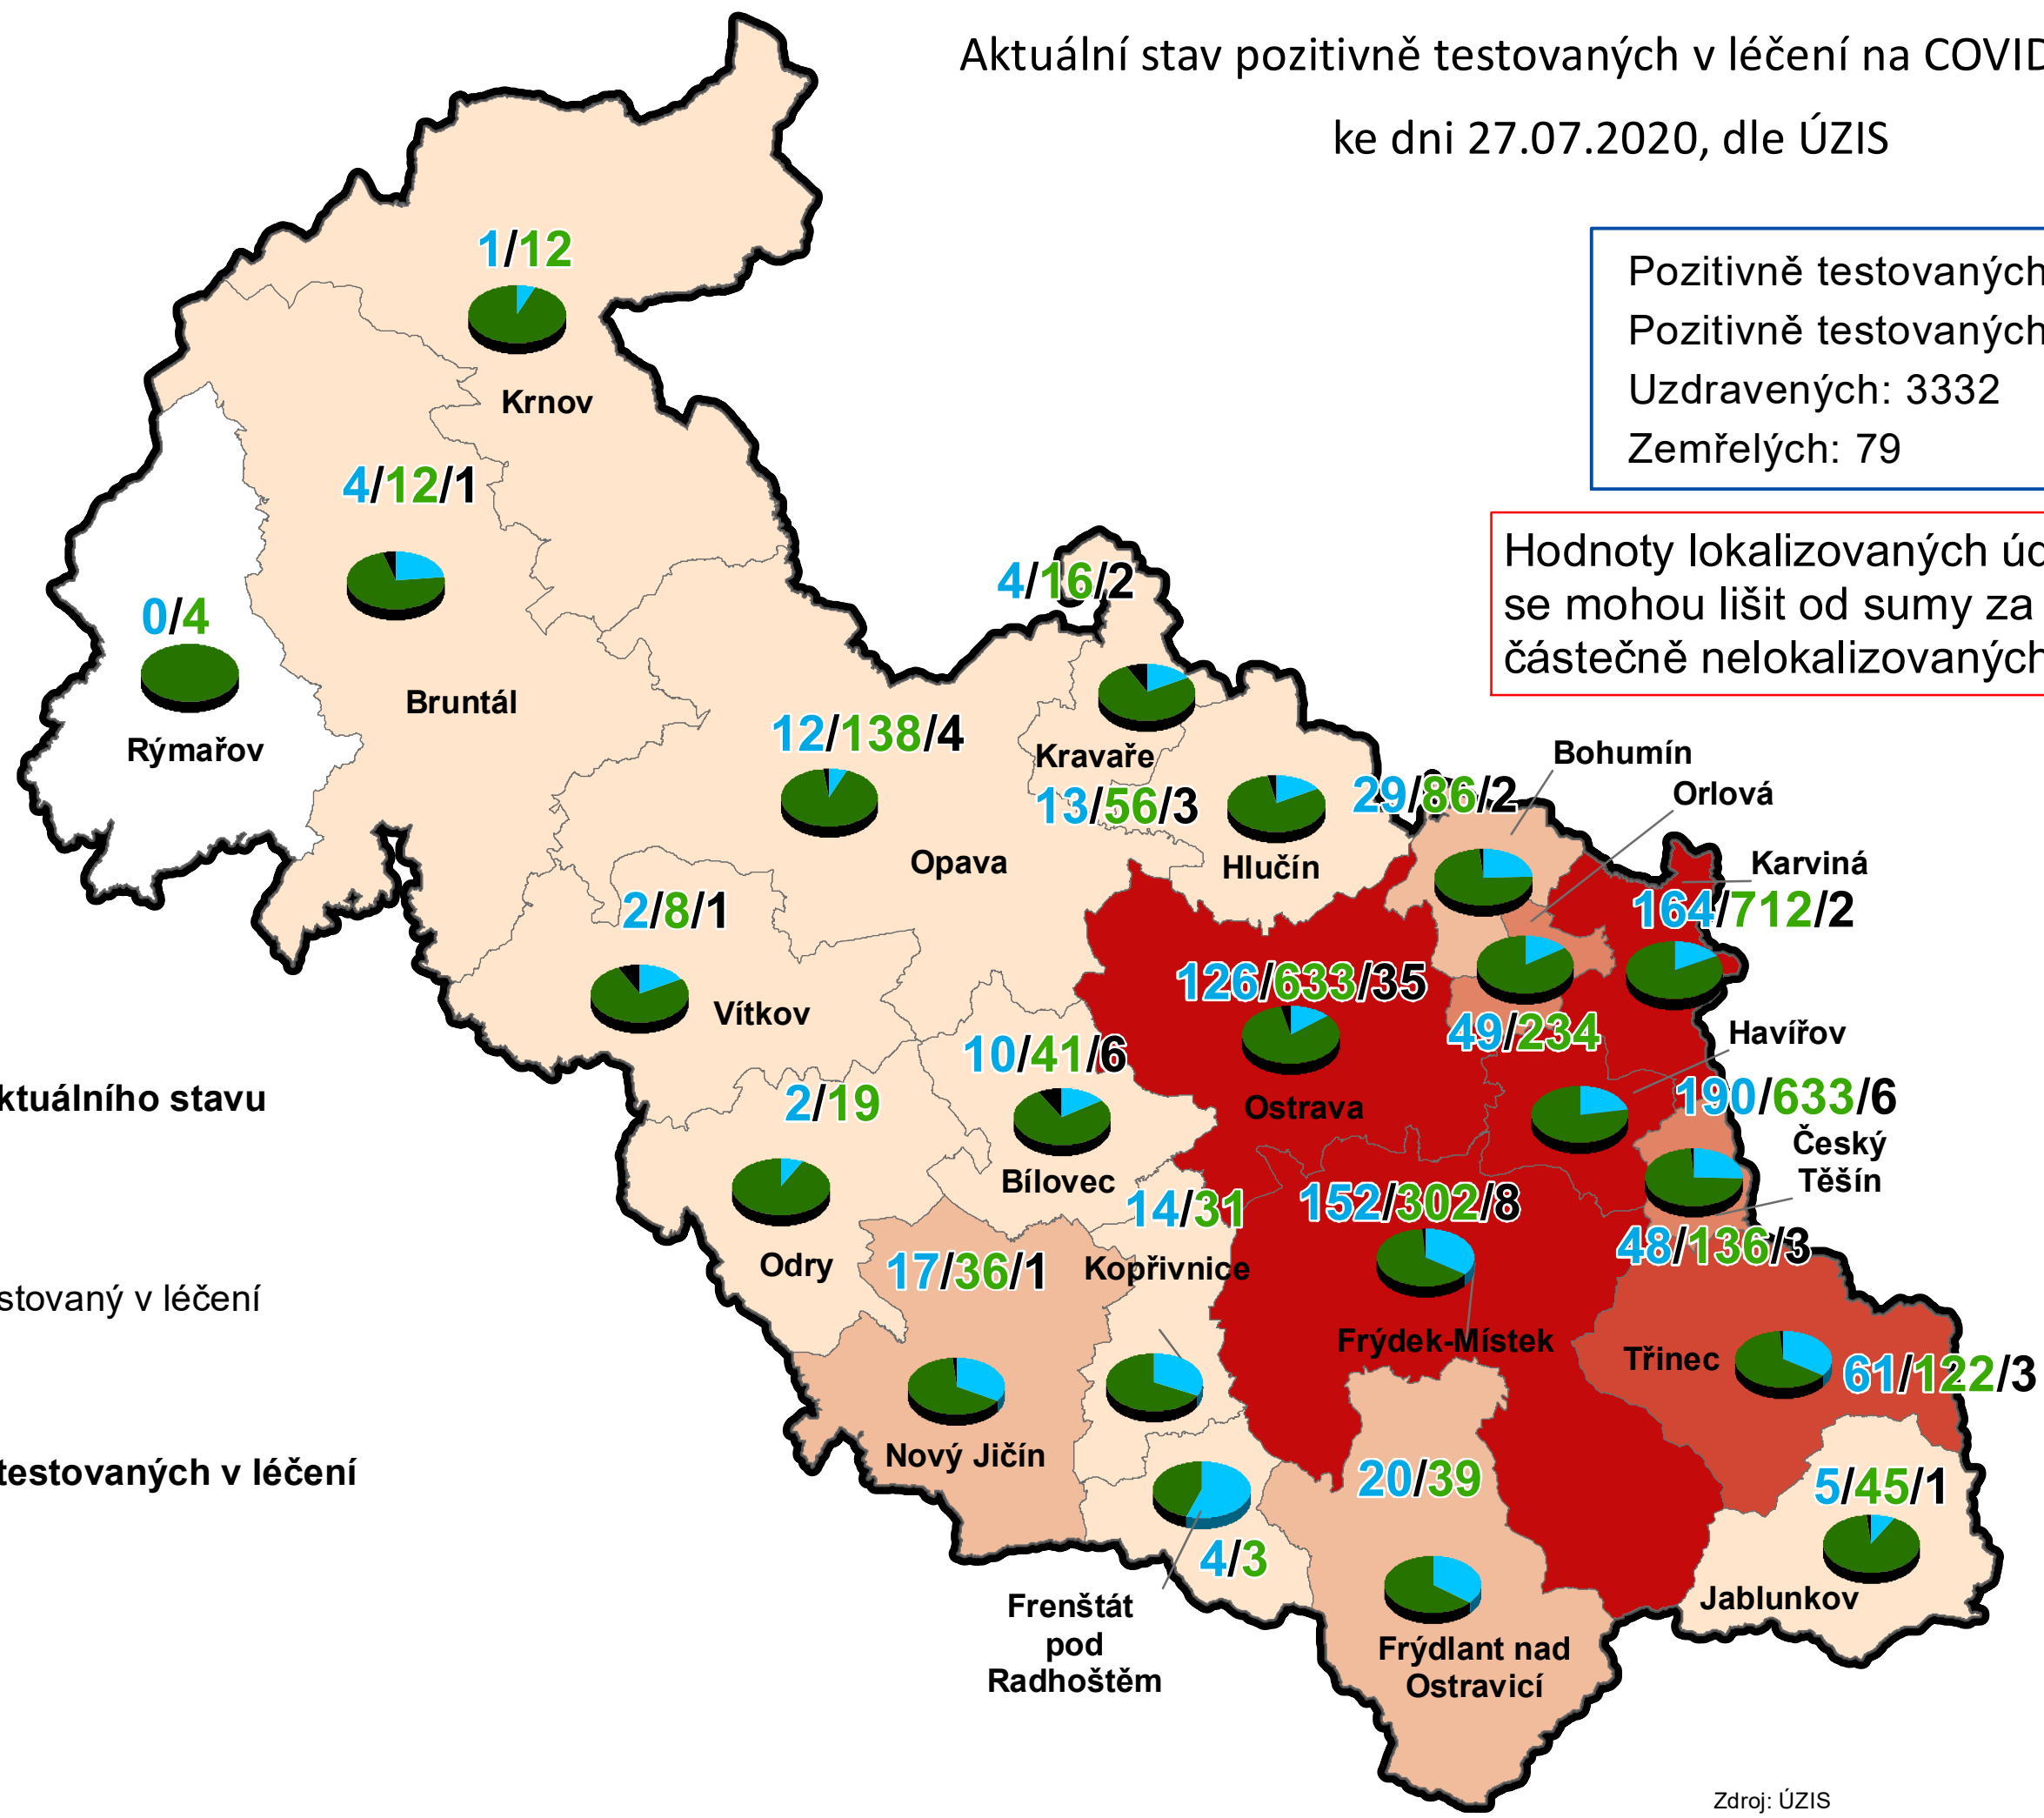 Aktuální stav pozitivně testovaných v léčení na COVID
ke dni 27.07.2020, dle ÚZIS
Pozitivně testovaných
Pozitivně testovaných
Uzdravených: 3332
Zemřelých: 79
Hodnoty lokalizovaných
se mohou lišit od sumy za
částečně nelokalizovaných
1/12
Krnov
4/12/1
Bruntál
0/4
Rýmařov
4/16/2
Kravaře
12/138/4
Opava
13/56/3
Hlučín
29/86/2
Bohumín
Orlová
Karviná
164/712/2
2/8/1
Vítkov
126/633/35
Ostrava
49/234
Havířov
190/633/6
10/41/6
Bílovec
2/19
Odry
Český
Těšín
48/136/3
14/31
Kopřivnice
152/302/8
Frýdek-Místek
17/36/1
Nový Jičín
Třinec
61/122/3
20/39
Frýdlant nad
Ostravicí
5/45/1
Jablunkov
4/3
Frenštát
pod
Radhoštěm
ktuálního stavu
stovaný v léčení
testovaných v léčení
Zdroj: ÚZIS